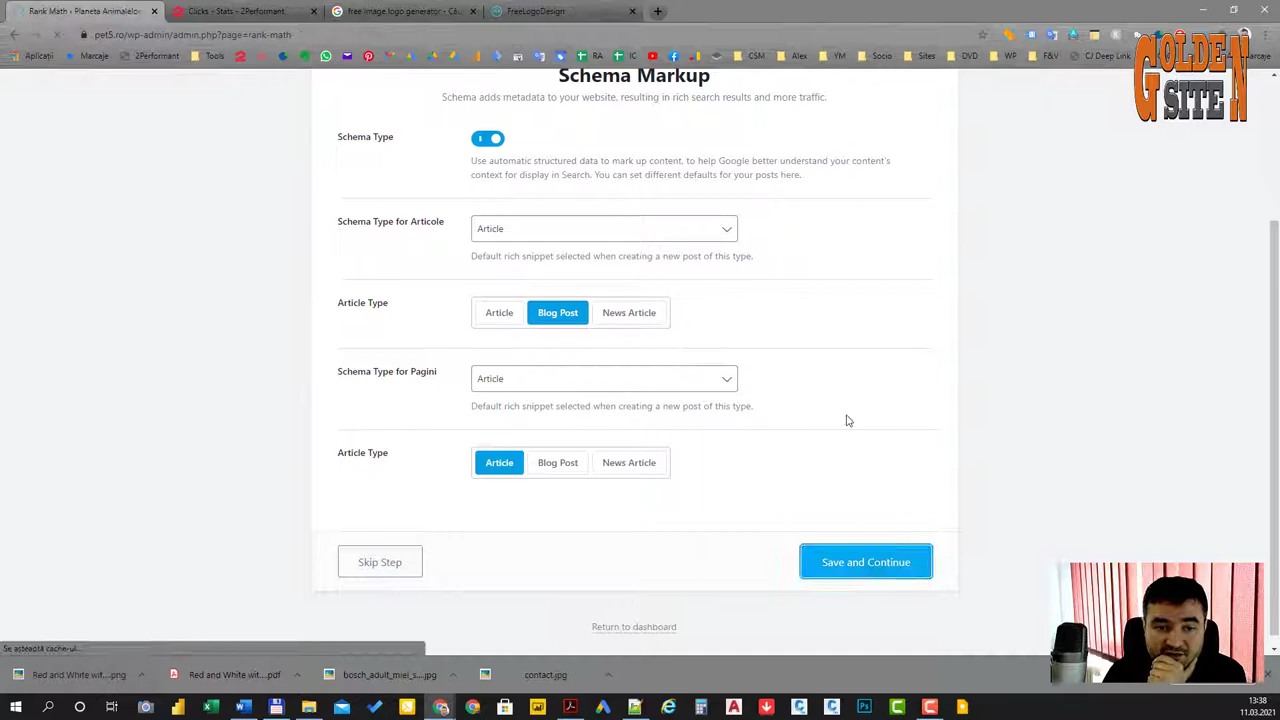 Rank Math ‹ Planeta Animalelor
Clicks - Stats - 2Performant
free image.logo generator - Cău
FreeLogoDesign
pet5.ro/wp-admin/admin.php?page=rank-math
Aplicații
Marcaje
2Performant
Tools
RA
IC
CSM
Alex
YM
Socio
Sites
DVD
WP
F&V
CJ Deep Link
GOLDEN
SITE
Schema Markup
Schema adds metadata to your website, resulting in rich search results and more traffic.
Schema Type
Use automatic structured data to mark up content, to help Google better understand your content's
context for display in Search. You can set different defaults for your posts here.
Schema Type for Articole
Article
Default rich snippet selected when creating a new post of this type.
Article Type
Article
Blog Post
News Article
Schema Type for Pagini
Article
Default rich snippet selected when creating a new post of this type.
Article Type
Article
Blog Post
News Article
Skip Step
Save and Continue
Return to dashboard
Se așteaptă cache-ul...
Red and White wit....png
Red and White wit....pdf
bosch_adult_miel_s....jpg
contact.jpg
13:38
11.03.2021